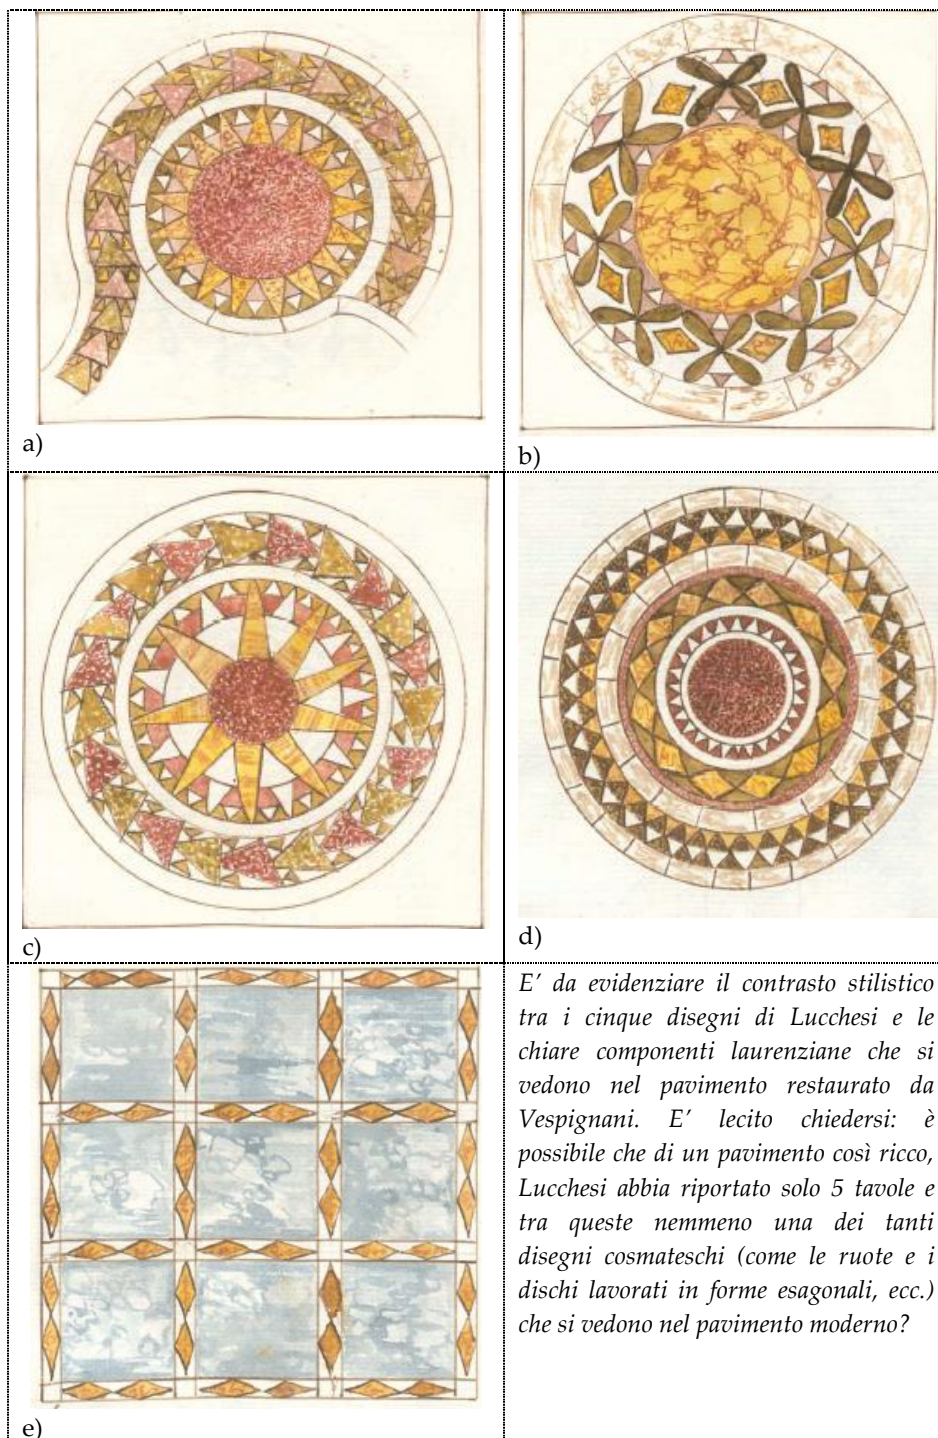 a)
b)
c)
d)
E' da evidenziare il contrasto stilistico
tra i cinque disegni di Lucchesi e le
chiare componenti laurenziane che si
vedono nel pavimento restaurato da
Vespignani. E' lecito chiedersi: è
possibile che di un pavimento così ricco,
Lucchesi abbia riportato solo 5 tavole e
tra queste nemmeno una dei tanti
disegni cosmateschi (come le ruote e i
dischi lavorati in forme esagonali, ecc.)
che si vedono nel pavimento moderno?
e)